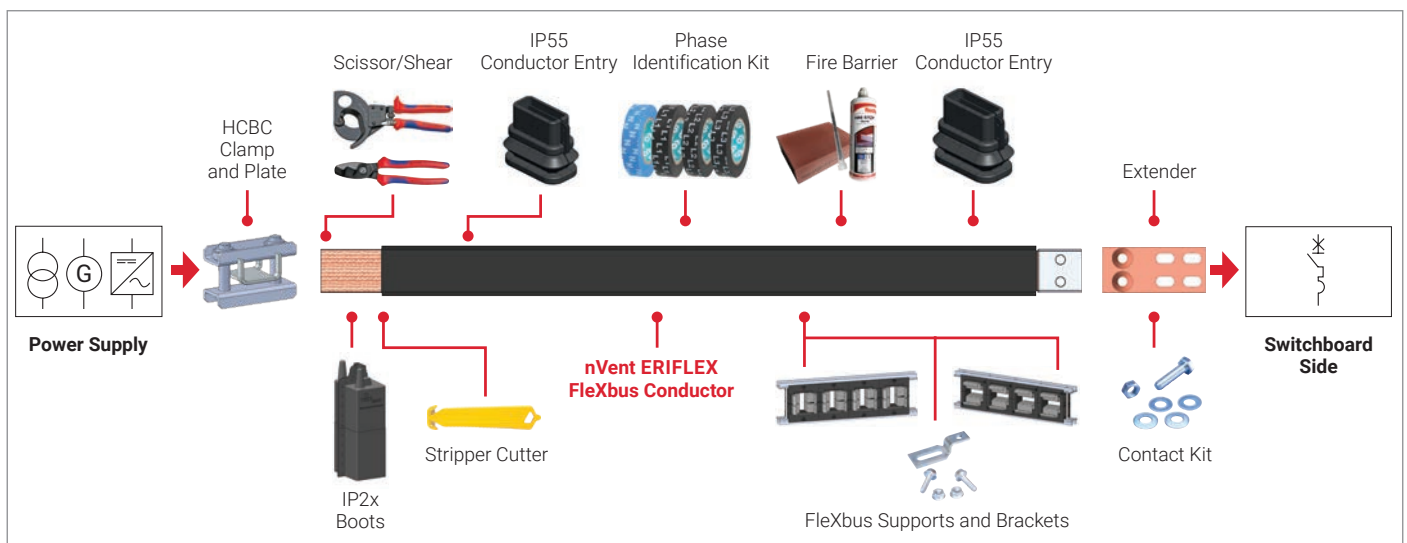 Scissor/Shear
IP55
Conductor Entry
Phase
Identification Kit
Fire Barrier
IP55
Conductor Entry
HCBC
Clamp
and Plate
Extender
G
Power Supply
Switchboard
Side
nVent ERIFLEX
FleXbus Conductor
Stripper Cutter
IP2x
Boots
FleXbus Supports and Brackets
Contact Kit